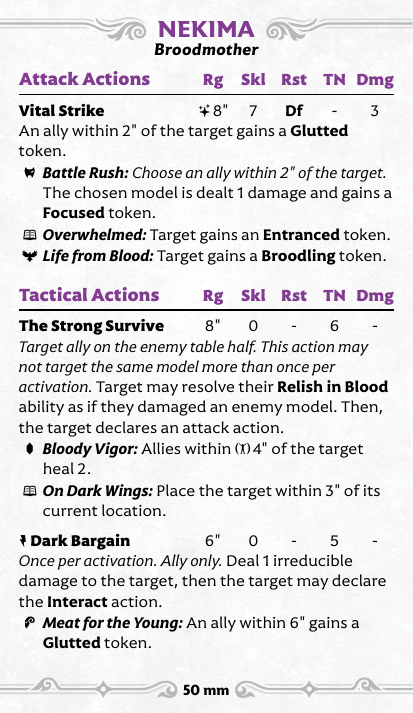 NEKIMA
Broodmother
Attack Actions Rg Skl Rst TN Dmg
Vital Strike 8" 7 Df - 3
An ally within 2" of the target gains a Glutted
token.
Battle Rush: Choose an ally within 2" of the target.
The chosen model is dealt 1 damage and gains a
Focused token.
Overwhelmed: Target gains an Entranced token.
Life from Blood: Target gains a Broodling token.
Tactical Actions Rg Skl Rst TN Dmg
The Strong Survive 8" 0 - 6 -
Target ally on the enemy table half. This action may
not target the same model more than once per
activation. Target may resolve their Relish in Blood
ability as if they damaged an enemy model. Then,
the target declares an attack action.
Bloody Vigor: Allies within 4" of the target
heal 2.
On Dark Wings: Place the target within 3" of its
current location.
Dark Bargain 6" 0 - 5 -
Once per activation. Ally only. Deal 1 irreducible
damage to the target, then the target may declare
the Interact action.
Meat for the Young: An ally within 6" gains a
Glutted token.
50 mm